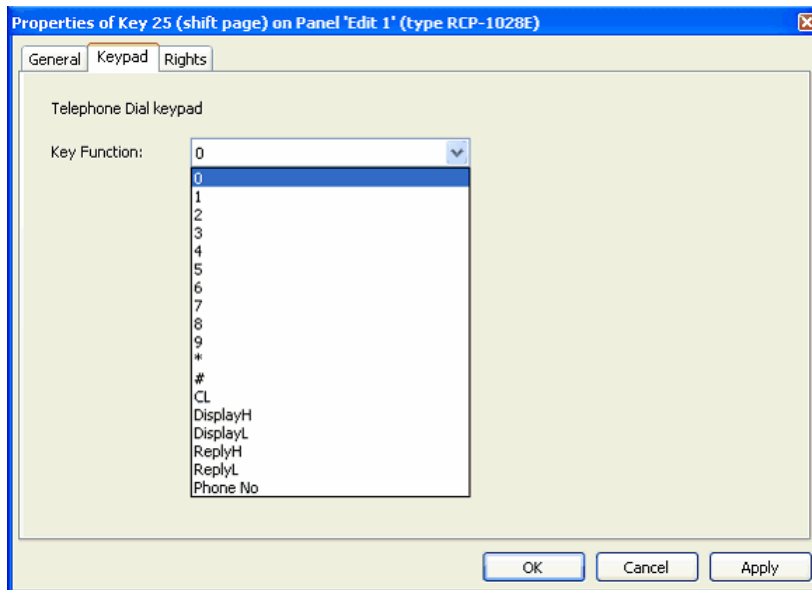 Properties of Key 25 (shift page) on Panel 'Edit 1' (type RCP-1028E)
General Keypad Rights
Telephone Dial keypad
Key Function: 0
0
1
2
3
4
5
6
7
8
9
*
#
CL
DisplayH
DisplayL
ReplyH
ReplyL
Phone No
OK Cancel Apply